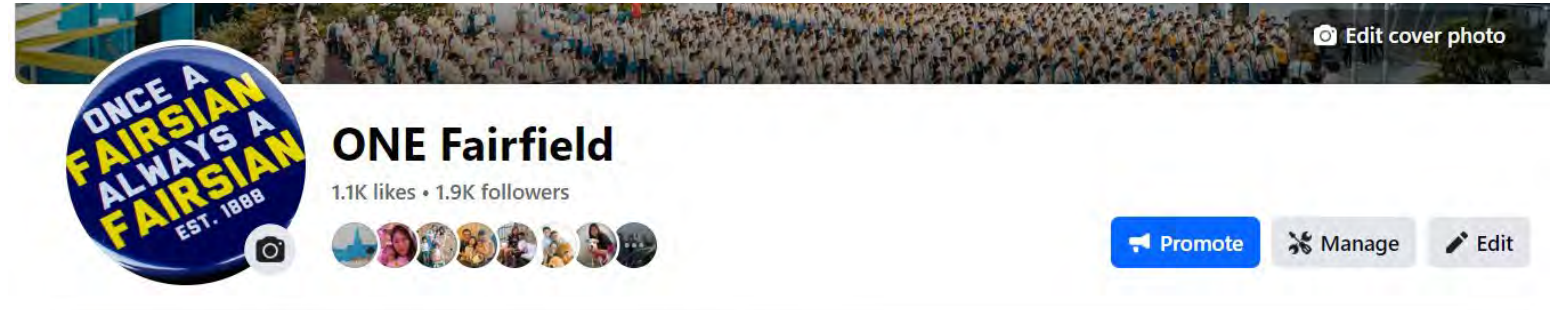 Edit cover photo
ONCE A
FAIRSIAN
ALWAYS A
FAIRSIAN
EST. 1888
ONE Fairfield
1.1K likes • 1.9K followers
Promote
Manage
Edit